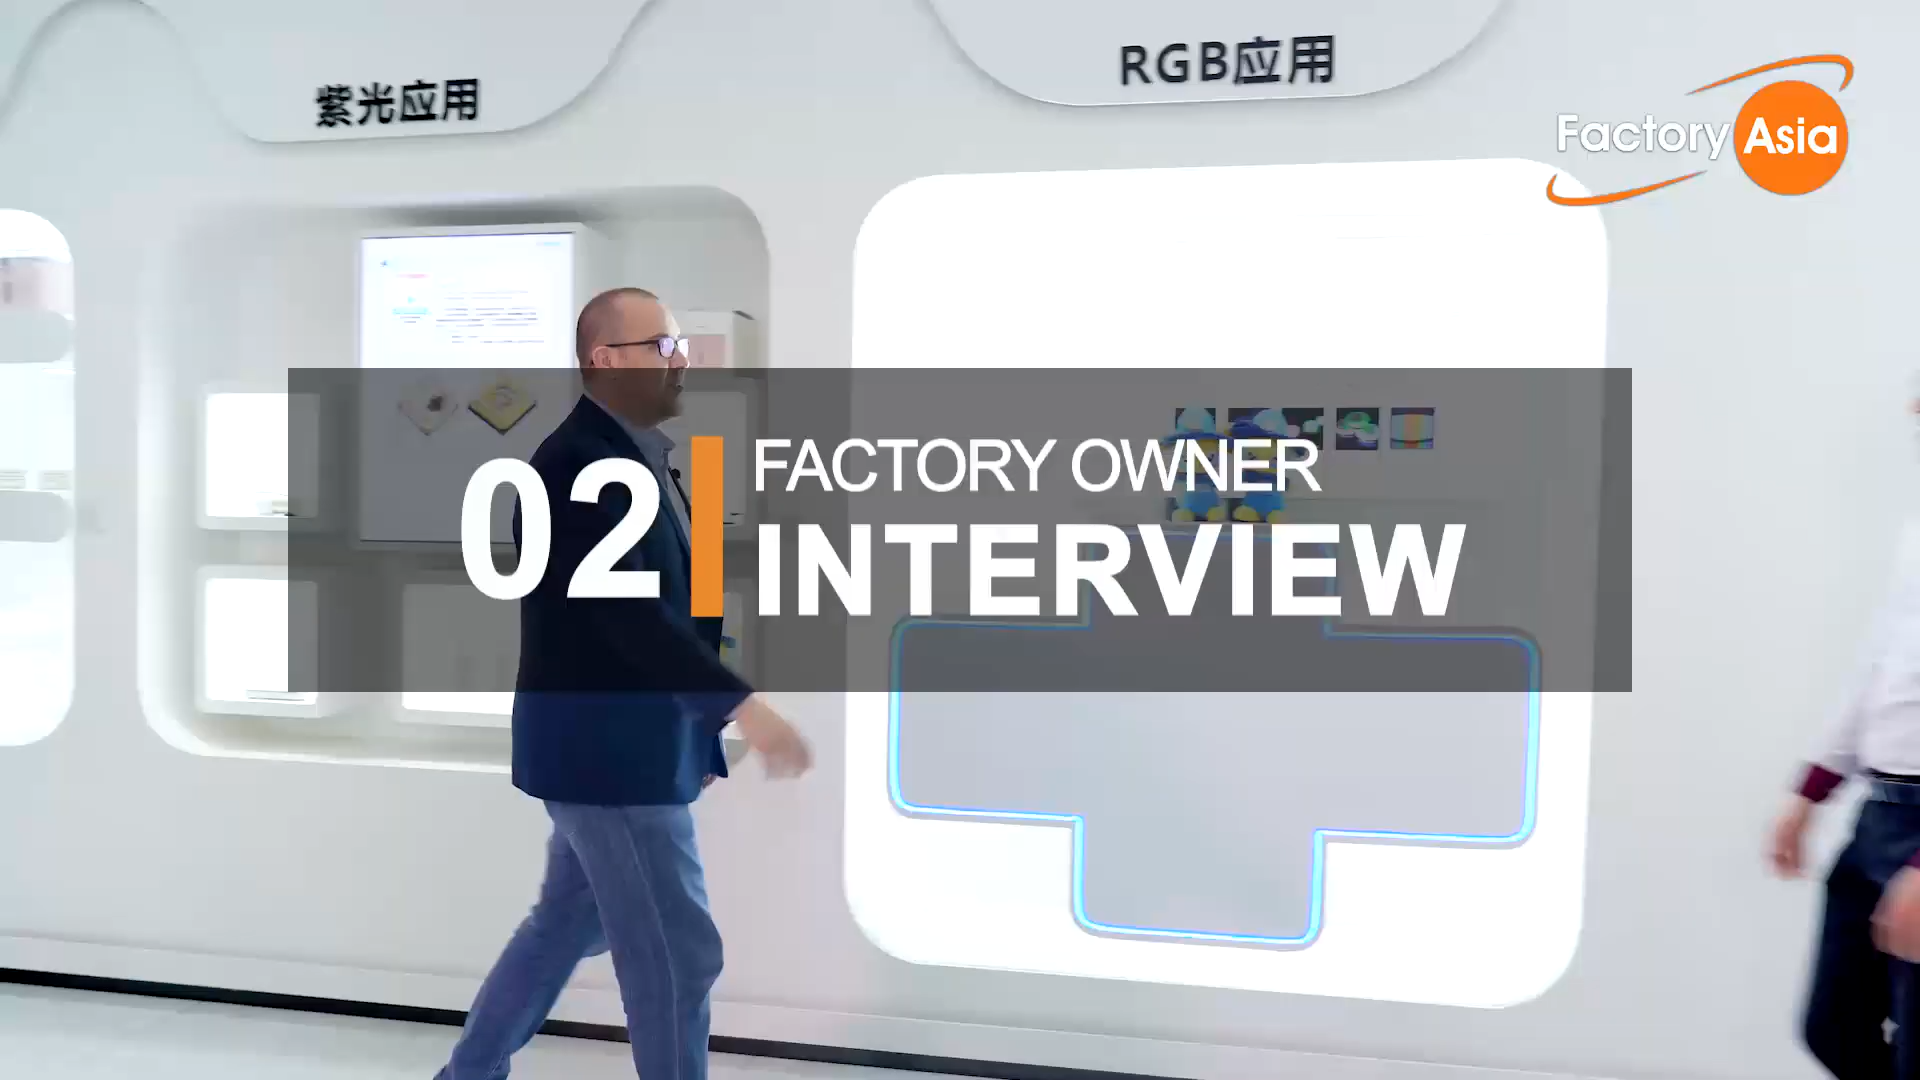 紫光应用
RGB应用
Factory Asia
02
FACTORY OWNER
INTERVIEW